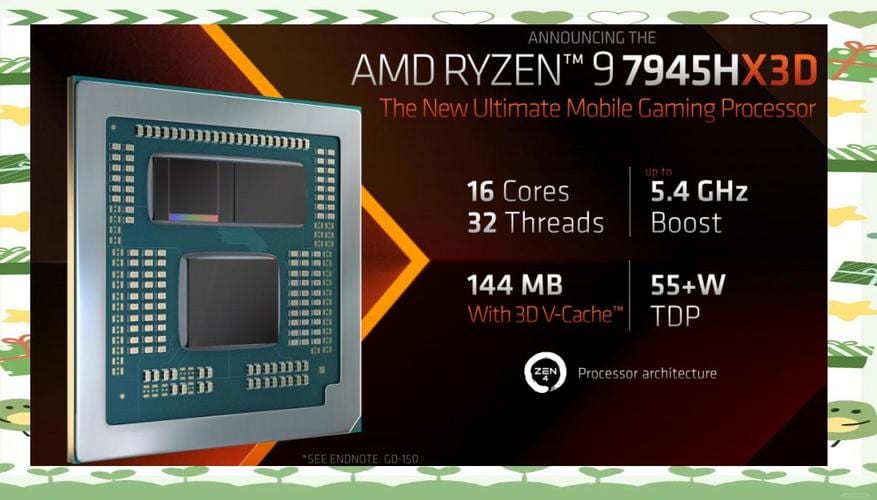 ANNOUNCING THE
AMD RYZEN™ 9 7945HX3D
The New Ultimate Mobile Gaming Processor
16 Cores
32 Threads
up to
5.4 GHz
Boost
144 MB
With 3D V-Cache™
55+W
TDP
ZEN
4
Processor architecture
*SEE ENDNOTE: GD-150